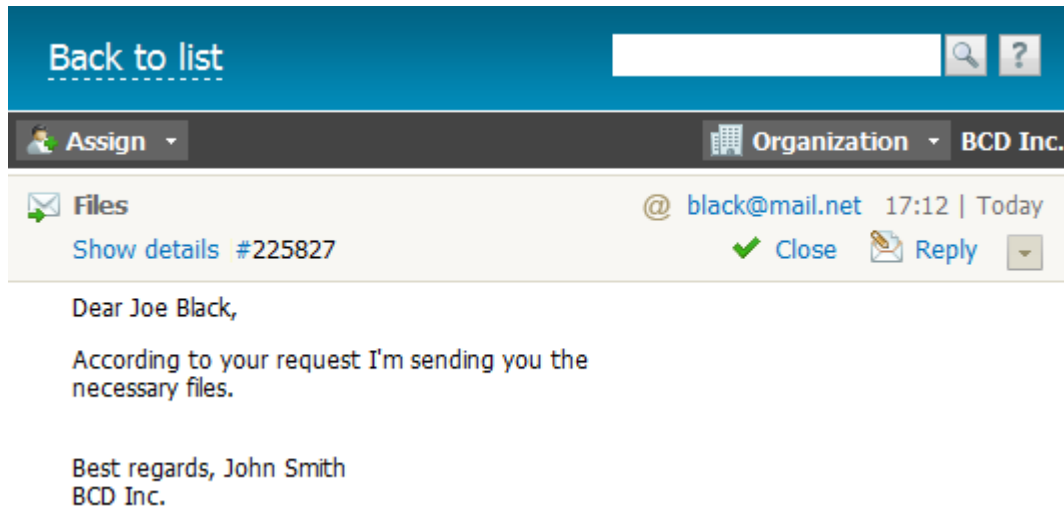 Back to list
?
Assign
Organization BCD Inc.
Files
@ black@mail.net 17:12 | Today
Show details #225827
Close Reply
Dear Joe Black,
According to your request I'm sending you the
necessary files.
Best regards, John Smith
BCD Inc.